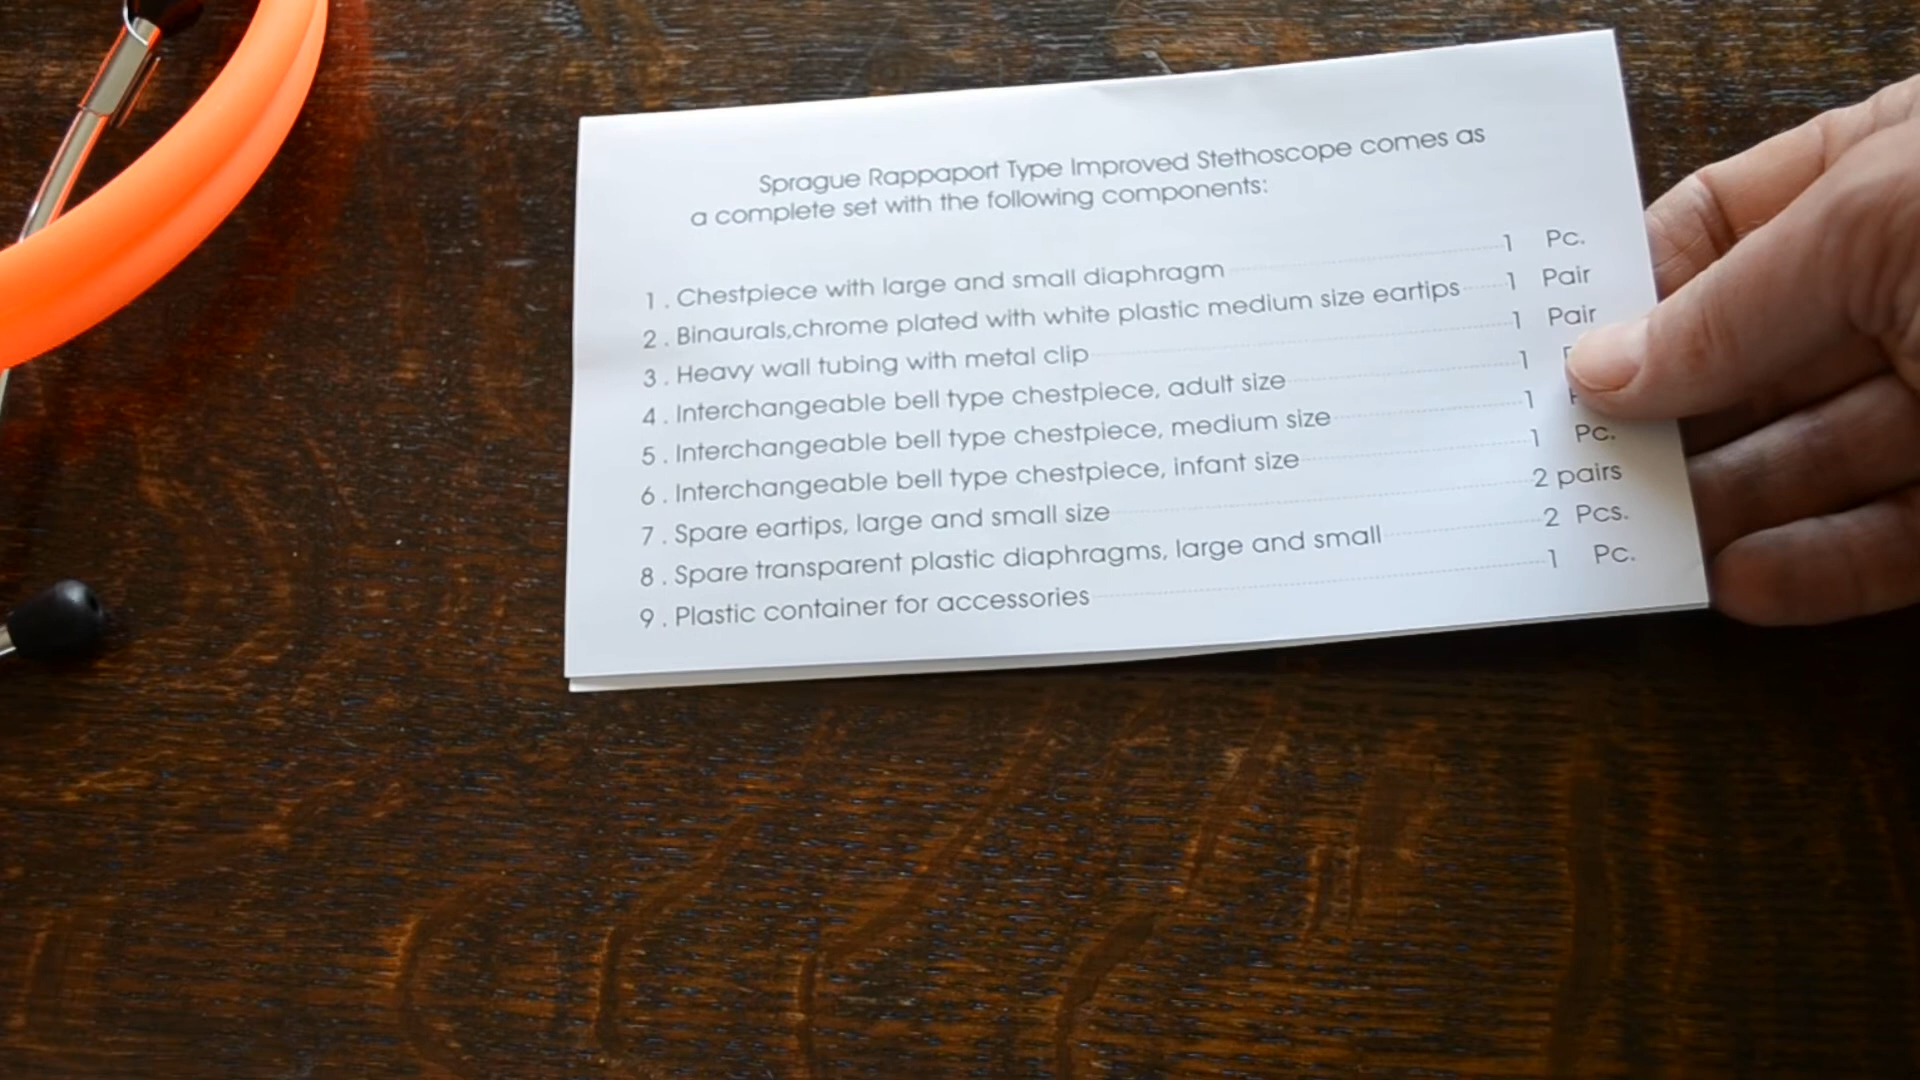 Sprague Rappaport Type Improved Stethoscope comes as
a complete set with the following components:
1 . Chestpiece with large and small diaphragm 1 Pc.
2 . Binaurals,chrome plated with white plastic medium size eartips 1 Pair
3 . Heavy wall tubing with metal clip 1 Pair
4 . Interchangeable bell type chestpiece, adult size 1
5 . Interchangeable bell type chestpiece, medium size 1
6 . Interchangeable bell type chestpiece, infant size 1 Pc.
7 . Spare eartips, large and small size 2 pairs
8 . Spare transparent plastic diaphragms, large and small 2 Pcs.
9 . Plastic container for accessories 1 Pc.